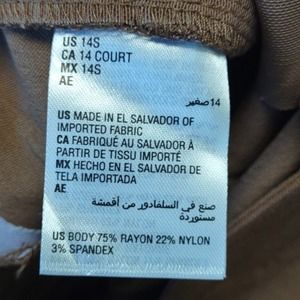 US 14S
CA 14 COURT
MX 14S
AE
14 صغير
US MADE IN EL SALVADOR OF
IMPORTED FABRIC
CA FABRIQUÉ AU SALVADOR À
PARTIR DE TISSU IMPORTÉ
MX HECHO EN EL SALVADOR DE
TELA IMPORTADA
AE
صنع في السلفادور من أقمشة
مستوردة
US BODY 75% RAYON 22% NYLON
3% SPANDEX